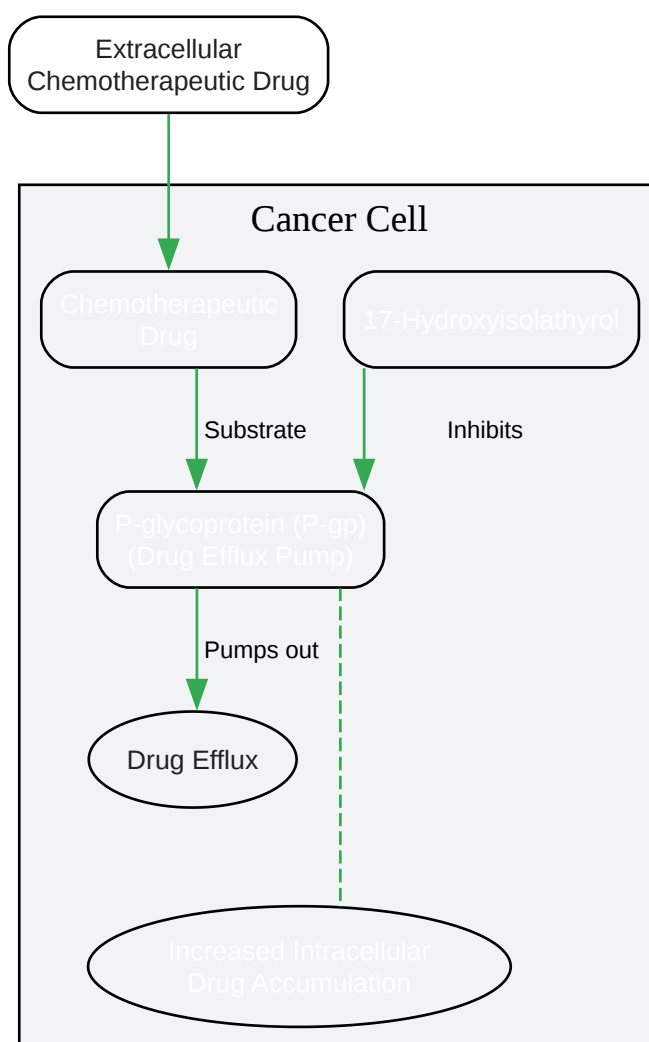 Extracellular
Chemotherapeutic Drug
Cancer Cell
Chemotherapeutic
Drug
17-Hydroxyisolathyrol
Substrate
Inhibits
P-glycoprotein (P-gp)
(Drug Efflux Pump)
Pumps out
Drug Efflux
Increased Intracellular
Drug Accumulation